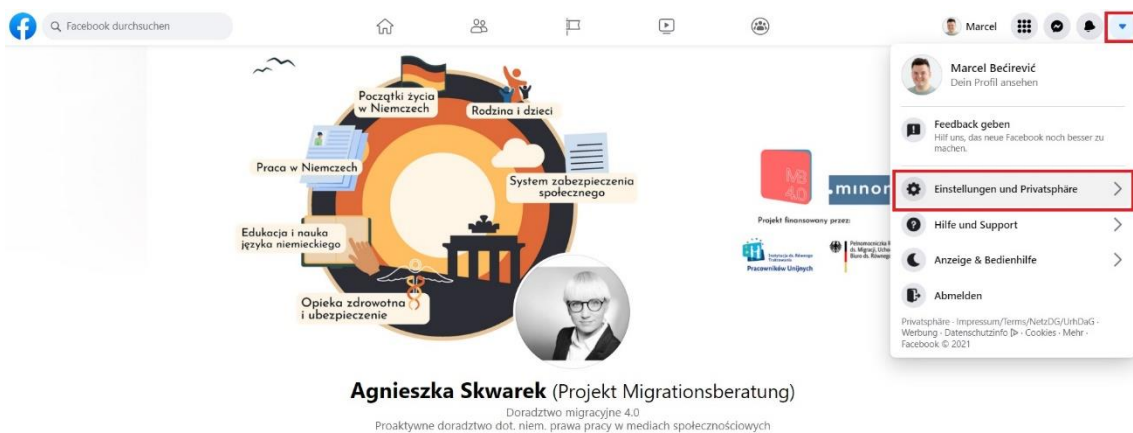 Facebook durchsuchen
Marcel
Marcel Bećirević
Dein Profil ansehen
Feedback geben
Hilf uns, das neue Facebook noch besser zu
machen.
Einstellungen und Privatsphäre
Hilfe und Support
Anzeige & Bedienhilfe
Abmelden
Privatsphäre · Impressum/Terms/NetzDG/UrhDaG ·
Werbung · Datenschutzinfo · Cookies · Mehr ·
Facebook © 2021
Początki życia
w Niemczech
Rodzina i dzieci
Praca w Niemczech
System zabezpieczenia
społecznego
Edukacja i nauka
języka niemieckiego
Opieka zdrowotna
i ubezpieczenie
MB
4.0
.minor
Projekt finansowany przez:
Pracowników Unijnych
Agnieszka Skwarek (Projekt Migrationsberatung)
Doradztwo migracyjne 4.0
Proaktywne doradztwo dot. niem. prawa pracy w mediach społecznościowych